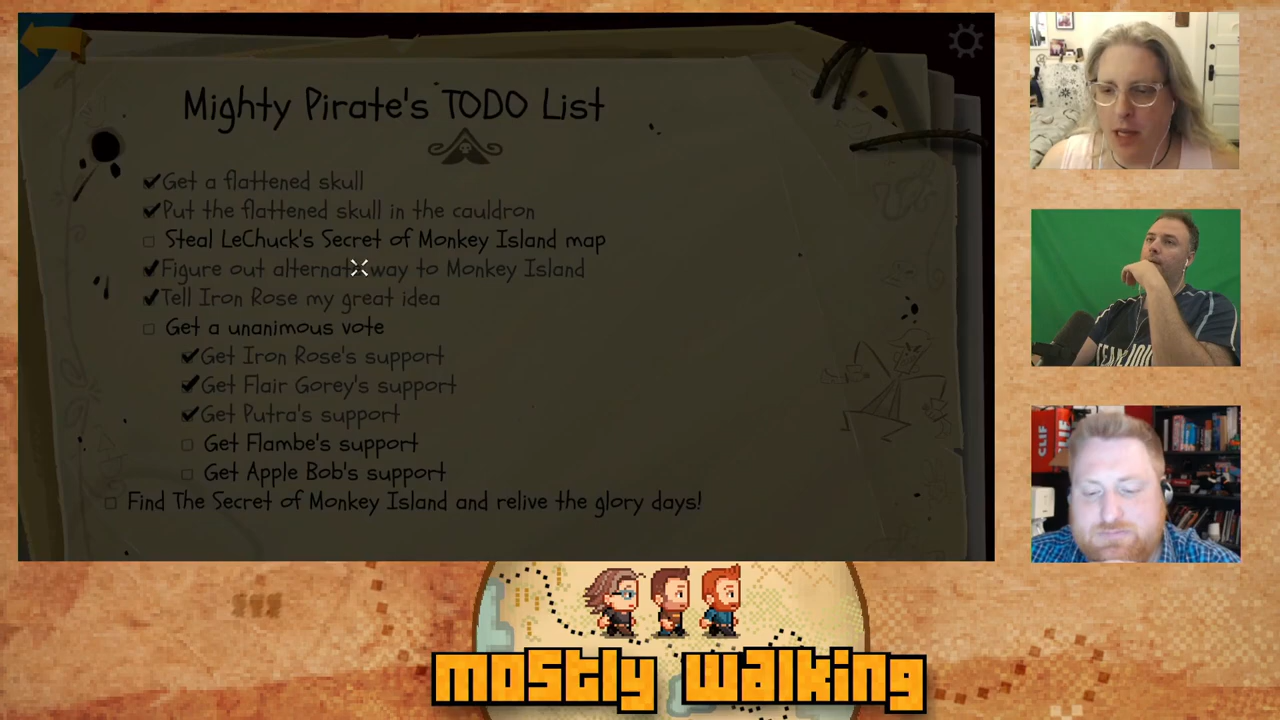 Mighty Pirate's TODO List
Get a flattened skull
Put the flattened skull in the cauldron
Steal LeChuck's Secret of Monkey Island map
Figure out alternate way to Monkey Island
Tell Iron Rose my great idea
Get a unanimous vote
Get Iron Rose's support
Get Flair Gorey's support
Get Putra's support
Get Flambe's support
Get Apple Bob's support
Find The Secret of Monkey Island and relive the glory days!
CLIF
mostly walking